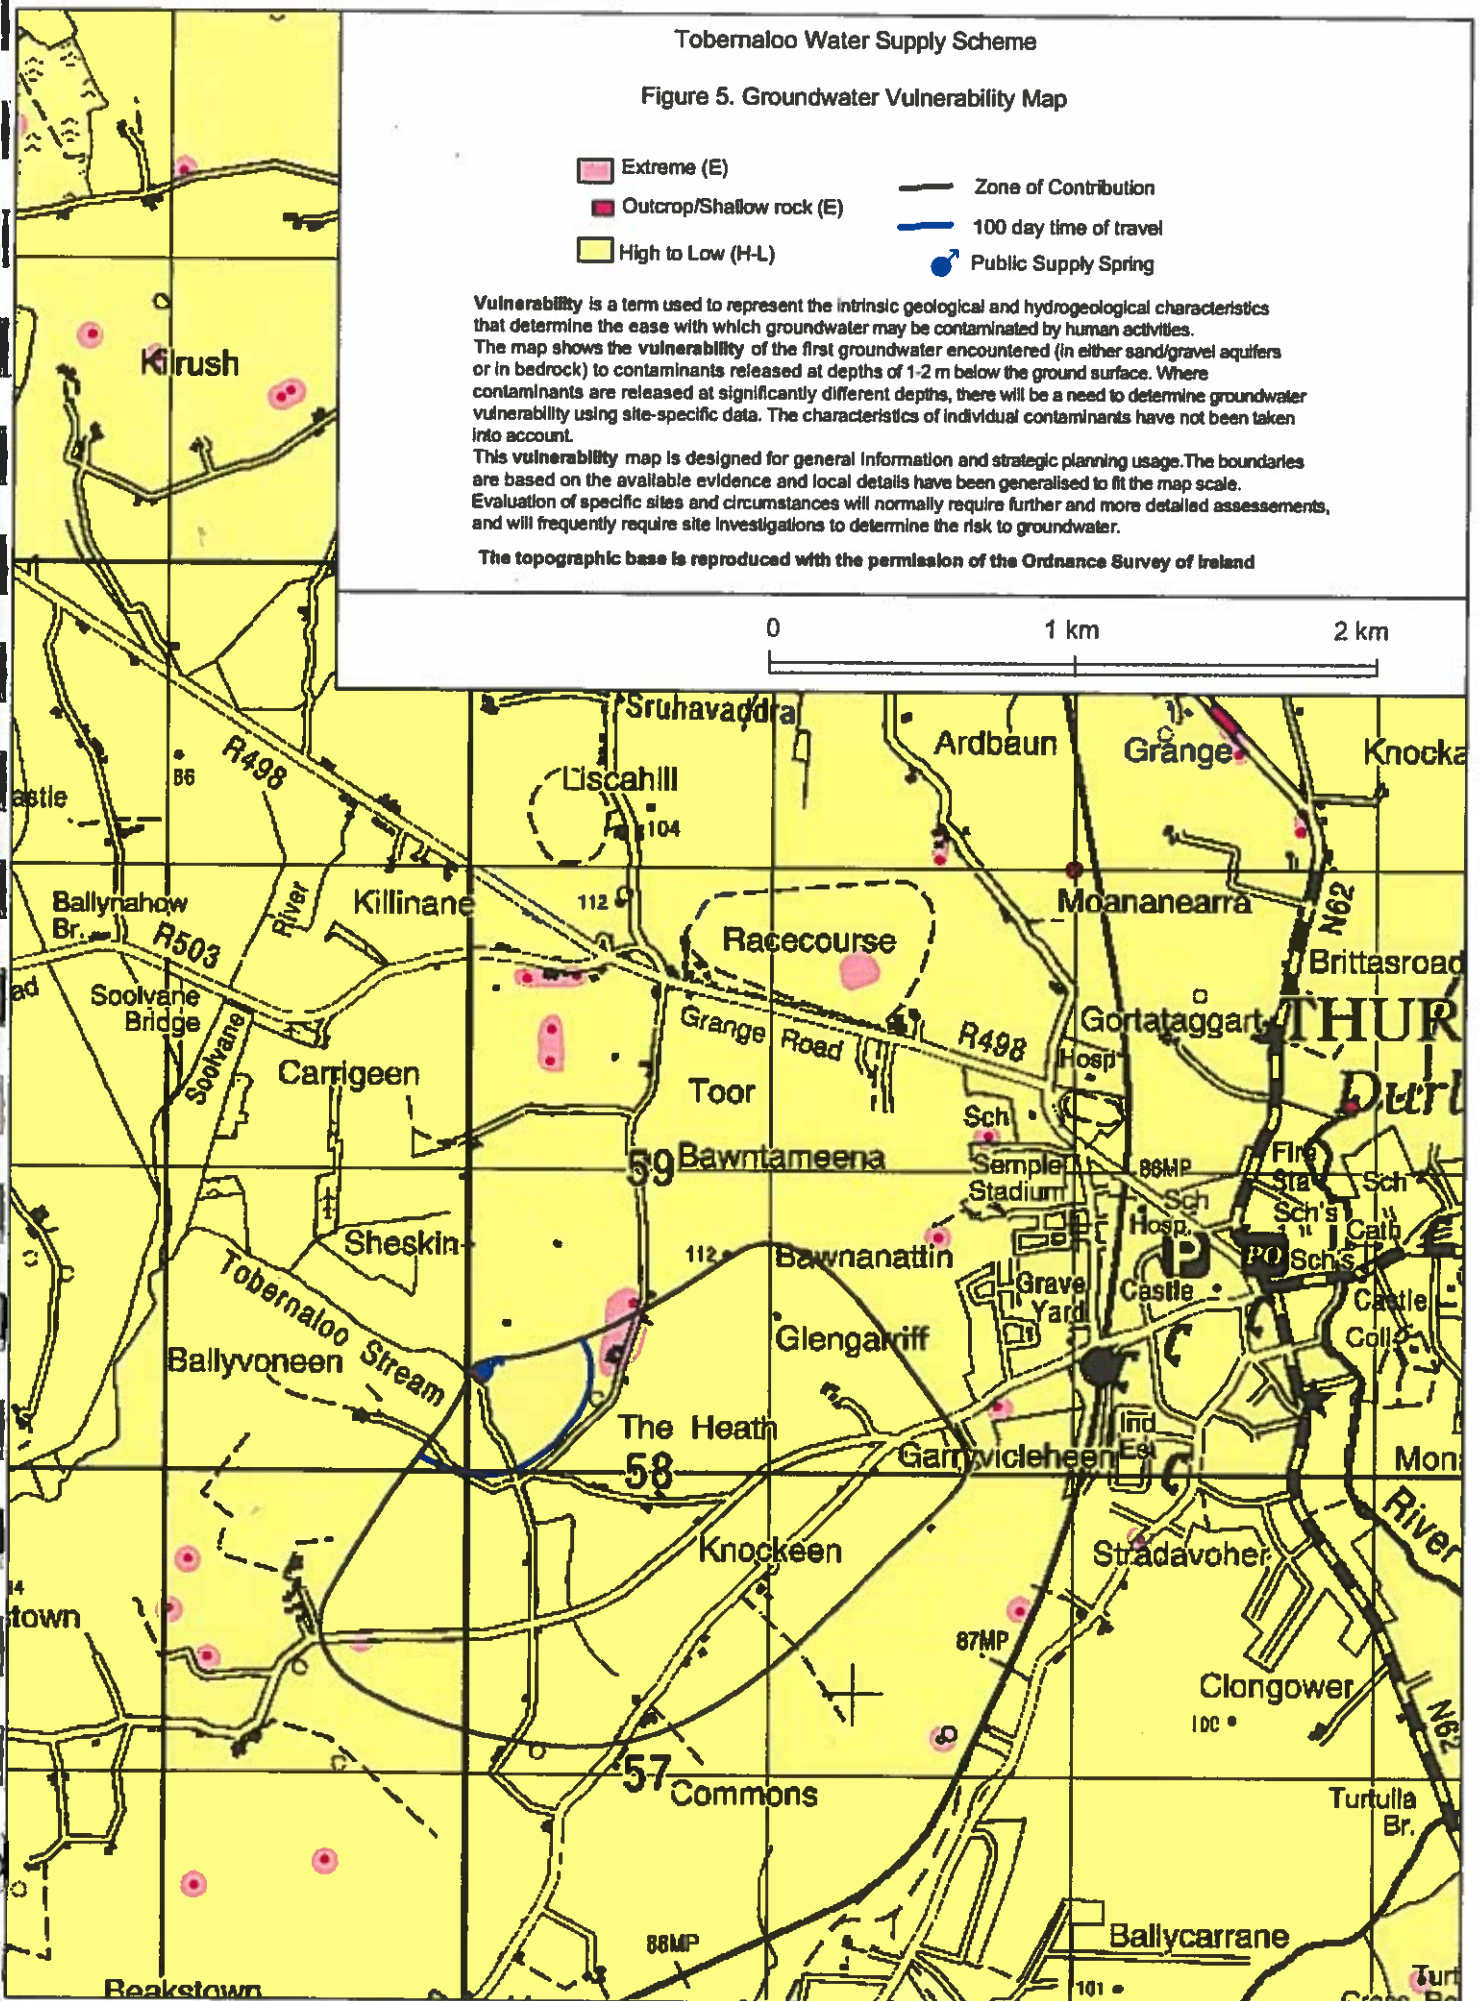 Tobernaloo Water Supply Scheme
Figure 5. Groundwater Vulnerability Map
Extreme (E)
Outcrop/Shallow rock (E)
High to Low (H-L)
Zone of Contribution
100 day time of travel
Public Supply Spring
Vulnerability is a term used to represent the intrinsic geological and hydrogeological characteristics
that determine the ease with which groundwater may be contaminated by human activities.
The map shows the vulnerability of the first groundwater encountered (in either sand/gravel aquifers
or in bedrock) to contaminants released at depths of 1-2 m below the ground surface. Where
contaminants are released at significantly different depths, there will be a need to determine groundwater
vulnerability using site-specific data. The characteristics of individual contaminants have not been taken
into account.
This vulnerability map is designed for general information and strategic planning usage.The boundaries
are based on the available evidence and local details have been generalised to fit the map scale.
Evaluation of specific sites and circumstances will normally require further and more detailed assessements,
and will frequently require site investigations to determine the risk to groundwater.
The topographic base is reproduced with the permission of the Ordnance Survey of Ireland
0 1 km 2 km
Kilrush
Sruhavaddra
Ardbaun
Grange
Knocka
R498
86
Liscahill
104
astle
Ballynahow
Br.
R503
River
Killinane
112
Racecourse
Moananearra
N62
Brittasroad
ad
Soolvane
Bridge
Soolvane
Grange Road
R498
Gortataggart
THUR
Hosp
Durl
Carrigeen
Toor
Sch
59
Bawntameena
Semple
Stadium
86MP
Sch
Hosp.
Fire
Sta
Sch
Sch's
Cath
P
PO
Sch's
Sheskin
112
Bawnanattin
Grave
Yard
Castle
Castle
Coll
Tobernaloo Stream
Glengarriff
Ballyvoneen
The Heath
58
Garryvicleheen
Ind
Est
Mon
River
Knockeen
Stradavoher
14
town
87MP
Clongower
100
N62
57
Commons
Turtulla
Br.
88MP
Ballycarrane
101
Beakstown
Turt